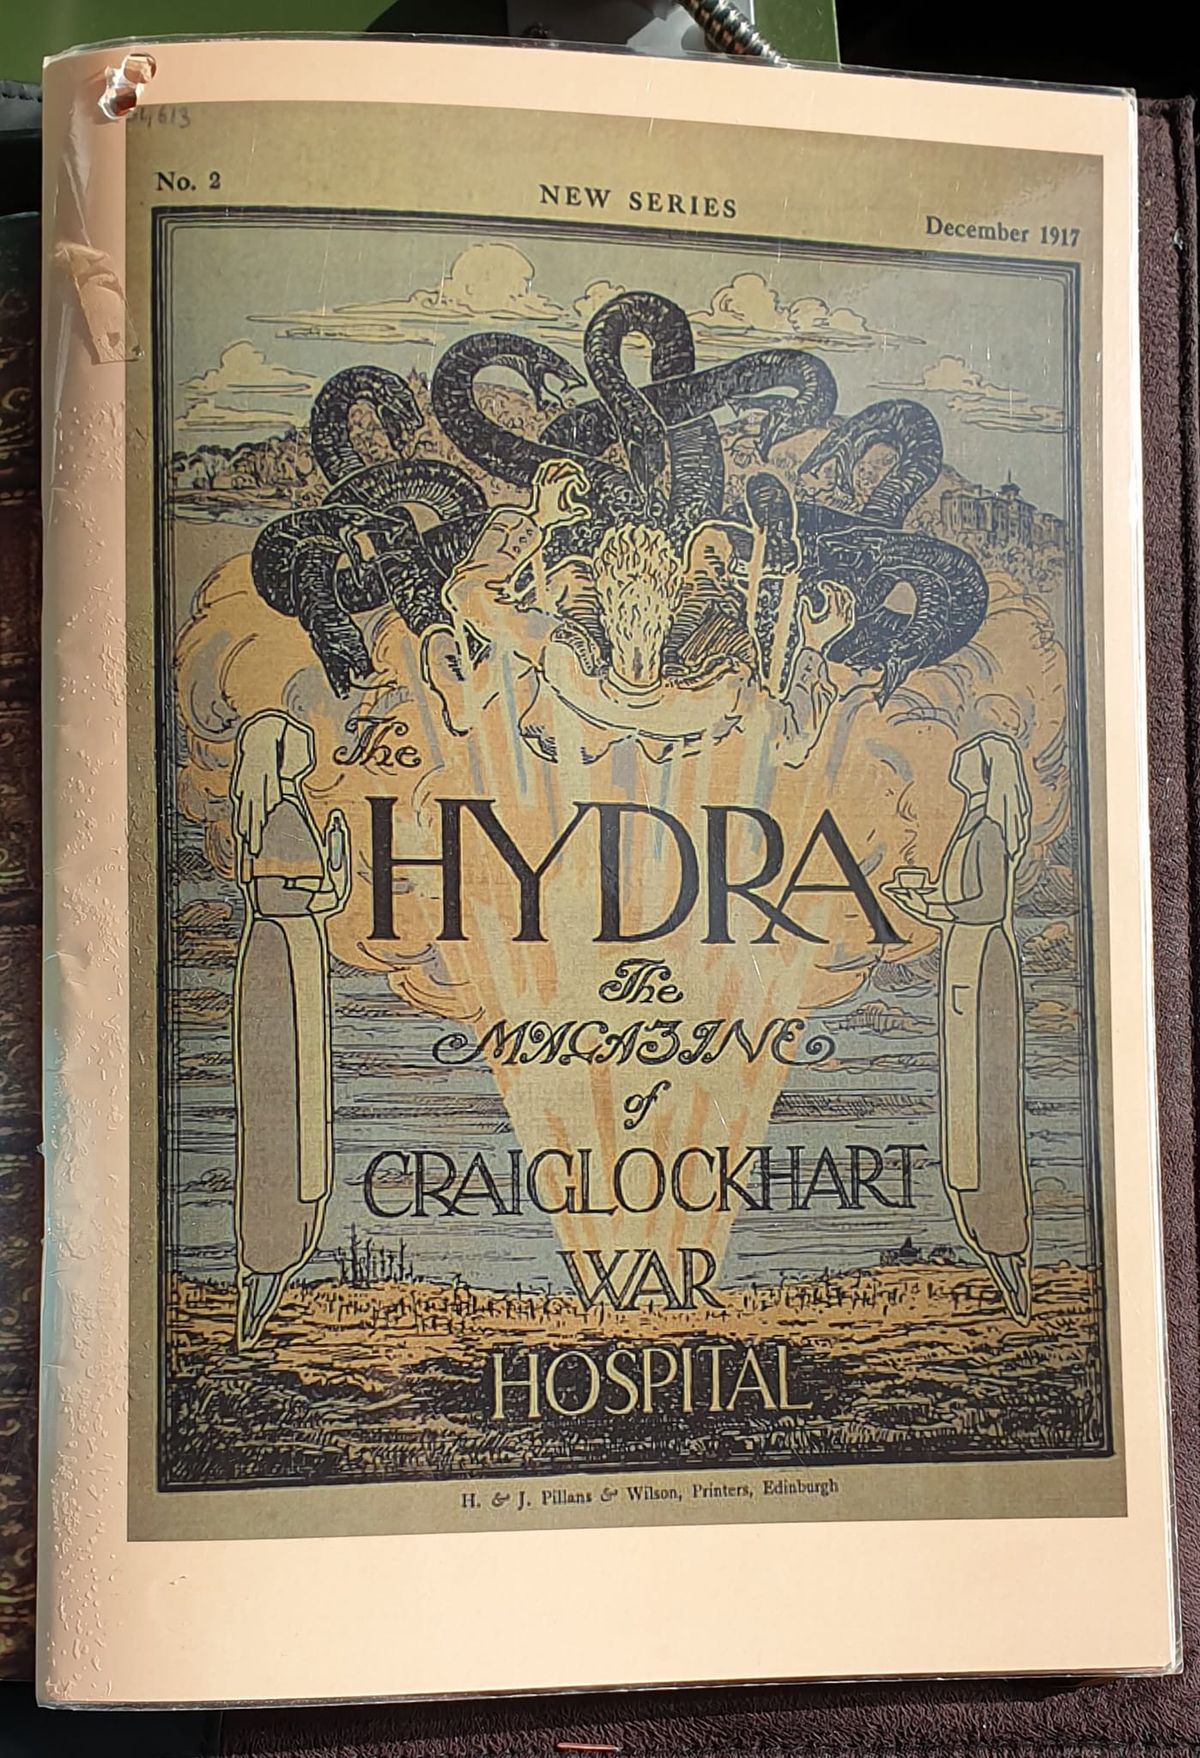 No. 2
NEW SERIES
December 1917
The
HYDRA
The
MAGAZINE
of
CRAIGLOCKHART
WAR
HOSPITAL
H. & J. Pillans & Wilson, Printers, Edinburgh